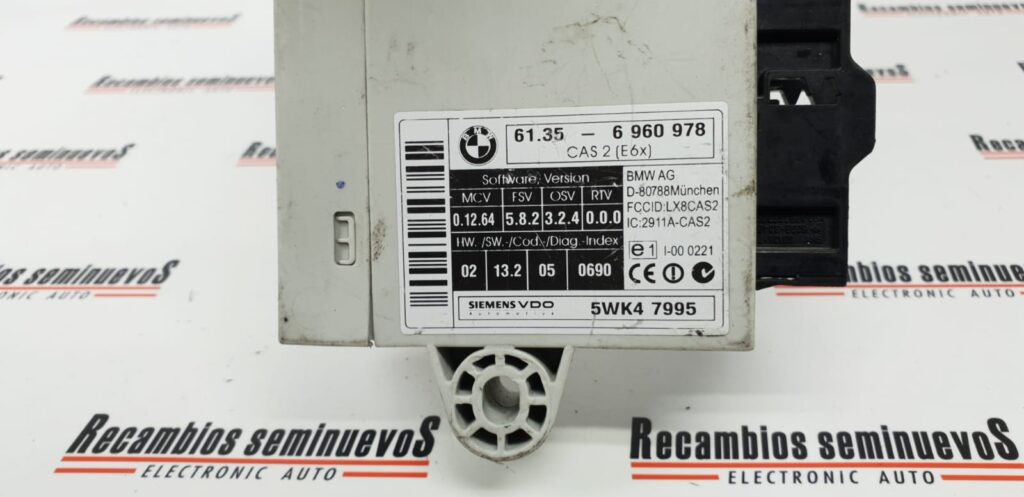 Recambios seminuevoS
ELECTRONIC AUTO
Recambios seminuevoS
ELECTRONIC AUTO
BMW
61.35 - 6 960 978
CAS 2 (E6x)
Software, Version
MCV FSV OSV RTV
0.12.64 5.8.2 3.2.4 0.0.0
HW. /SW.-/Cod.-/Diag.-Index
02 13.2 05 0690
BMW AG
D-80788München
FCCID:LX8CAS2
IC:2911A-CAS2
e1 I-00 0221
CE
SIEMENS VDO
Automotive
5WK4 7995
Recambios seminuevoS
ELECTRONIC AUTO
Recambios seminuevoS
ELECTRONIC AUTO